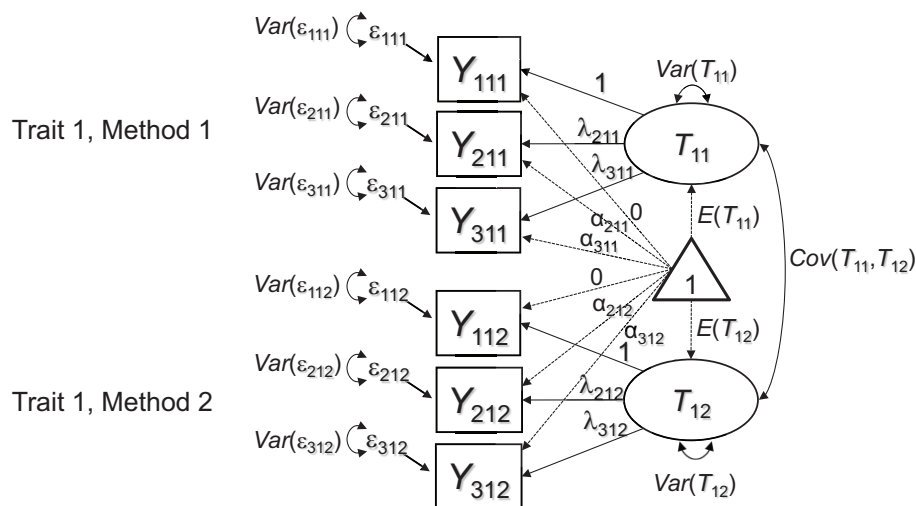 Var(ε₁₁₁) ε₁₁₁
Y₁₁₁
1
Var(T₁₁)
Trait 1, Method 1
Var(ε₂₁₁) ε₂₁₁
Y₂₁₁
λ₂₁₁
T₁₁
λ₃₁₁
Var(ε₃₁₁) ε₃₁₁
Y₃₁₁
α₂₁₁
0
E(T₁₁)
α₃₁₁
Cov(T₁₁,T₁₂)
0
1
Var(ε₁₁₂) ε₁₁₂
Y₁₁₂
α₂₁₂
α₃₁₂
E(T₁₂)
1
Trait 1, Method 2
Var(ε₂₁₂) ε₂₁₂
Y₂₁₂
λ₂₁₂
T₁₂
λ₃₁₂
Var(ε₃₁₂) ε₃₁₂
Y₃₁₂
Var(T₁₂)